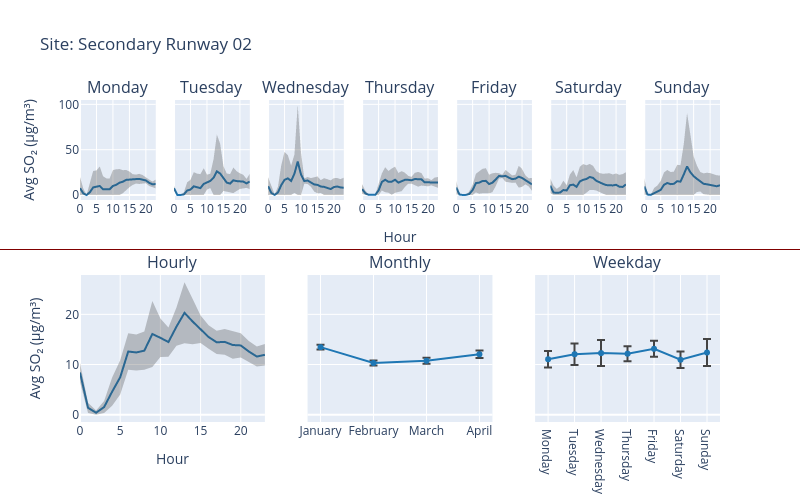 Site: Secondary Runway 02
Monday Tuesday Wednesday Thursday Friday Saturday Sunday
Avg SO₂ (µg/m³)
100
50
0
0 5 10 15 20 0 5 10 15 20 0 5 10 15 20 0 5 10 15 20 0 5 10 15 20 0 5 10 15 20 0 5 10 15 20
Hour
Hourly Monthly Weekday
Avg SO₂ (µg/m³)
20
10
0
0 5 10 15 20
Hour
January February March April
Monday
Tuesday
Wednesday
Thursday
Friday
Saturday
Sunday